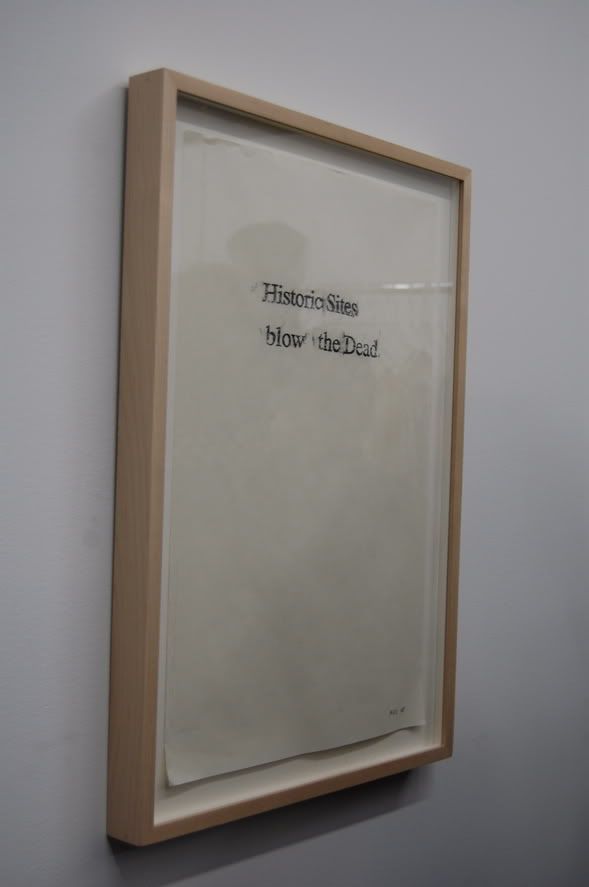 Historic Sites
blow the Dead.